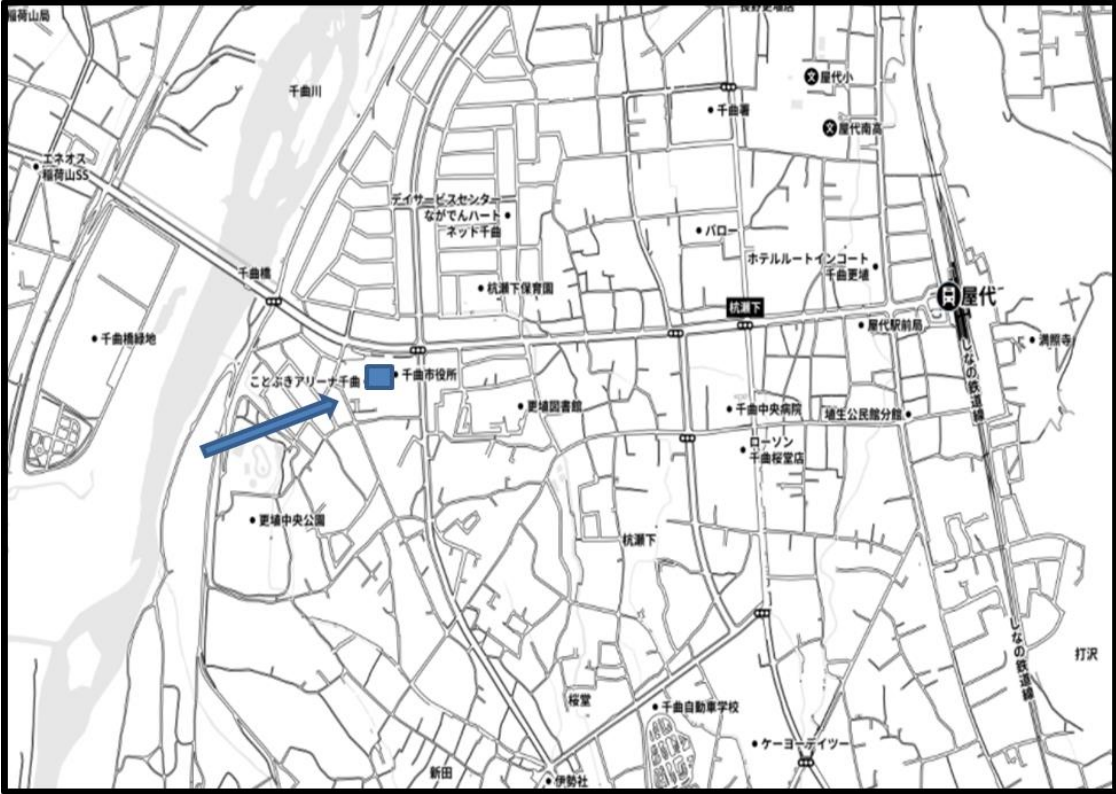 稲荷山局
長野更埴店
千曲川
屋代小
千曲署
屋代南高
エネオス
稲荷山SS
デイサービスセンター
ながでんハート
ネッド千曲
バロー
ホテルルートインコート
千曲更埴
千曲橋
杭瀬下保育園
杭瀬下
屋代
屋代駅前局
満照寺
千曲橋緑地
しなの鉄道線
千曲市役所
ことぶきアリーナ千曲
更埴図書館
千曲中央病院
埴生公民館分館
ローソン
千曲桜堂店
更埴中央公園
杭瀬下
しなの鉄道線
打沢
桜堂
千曲自動車学校
ケーヨーデイツー
新田
伊勢社